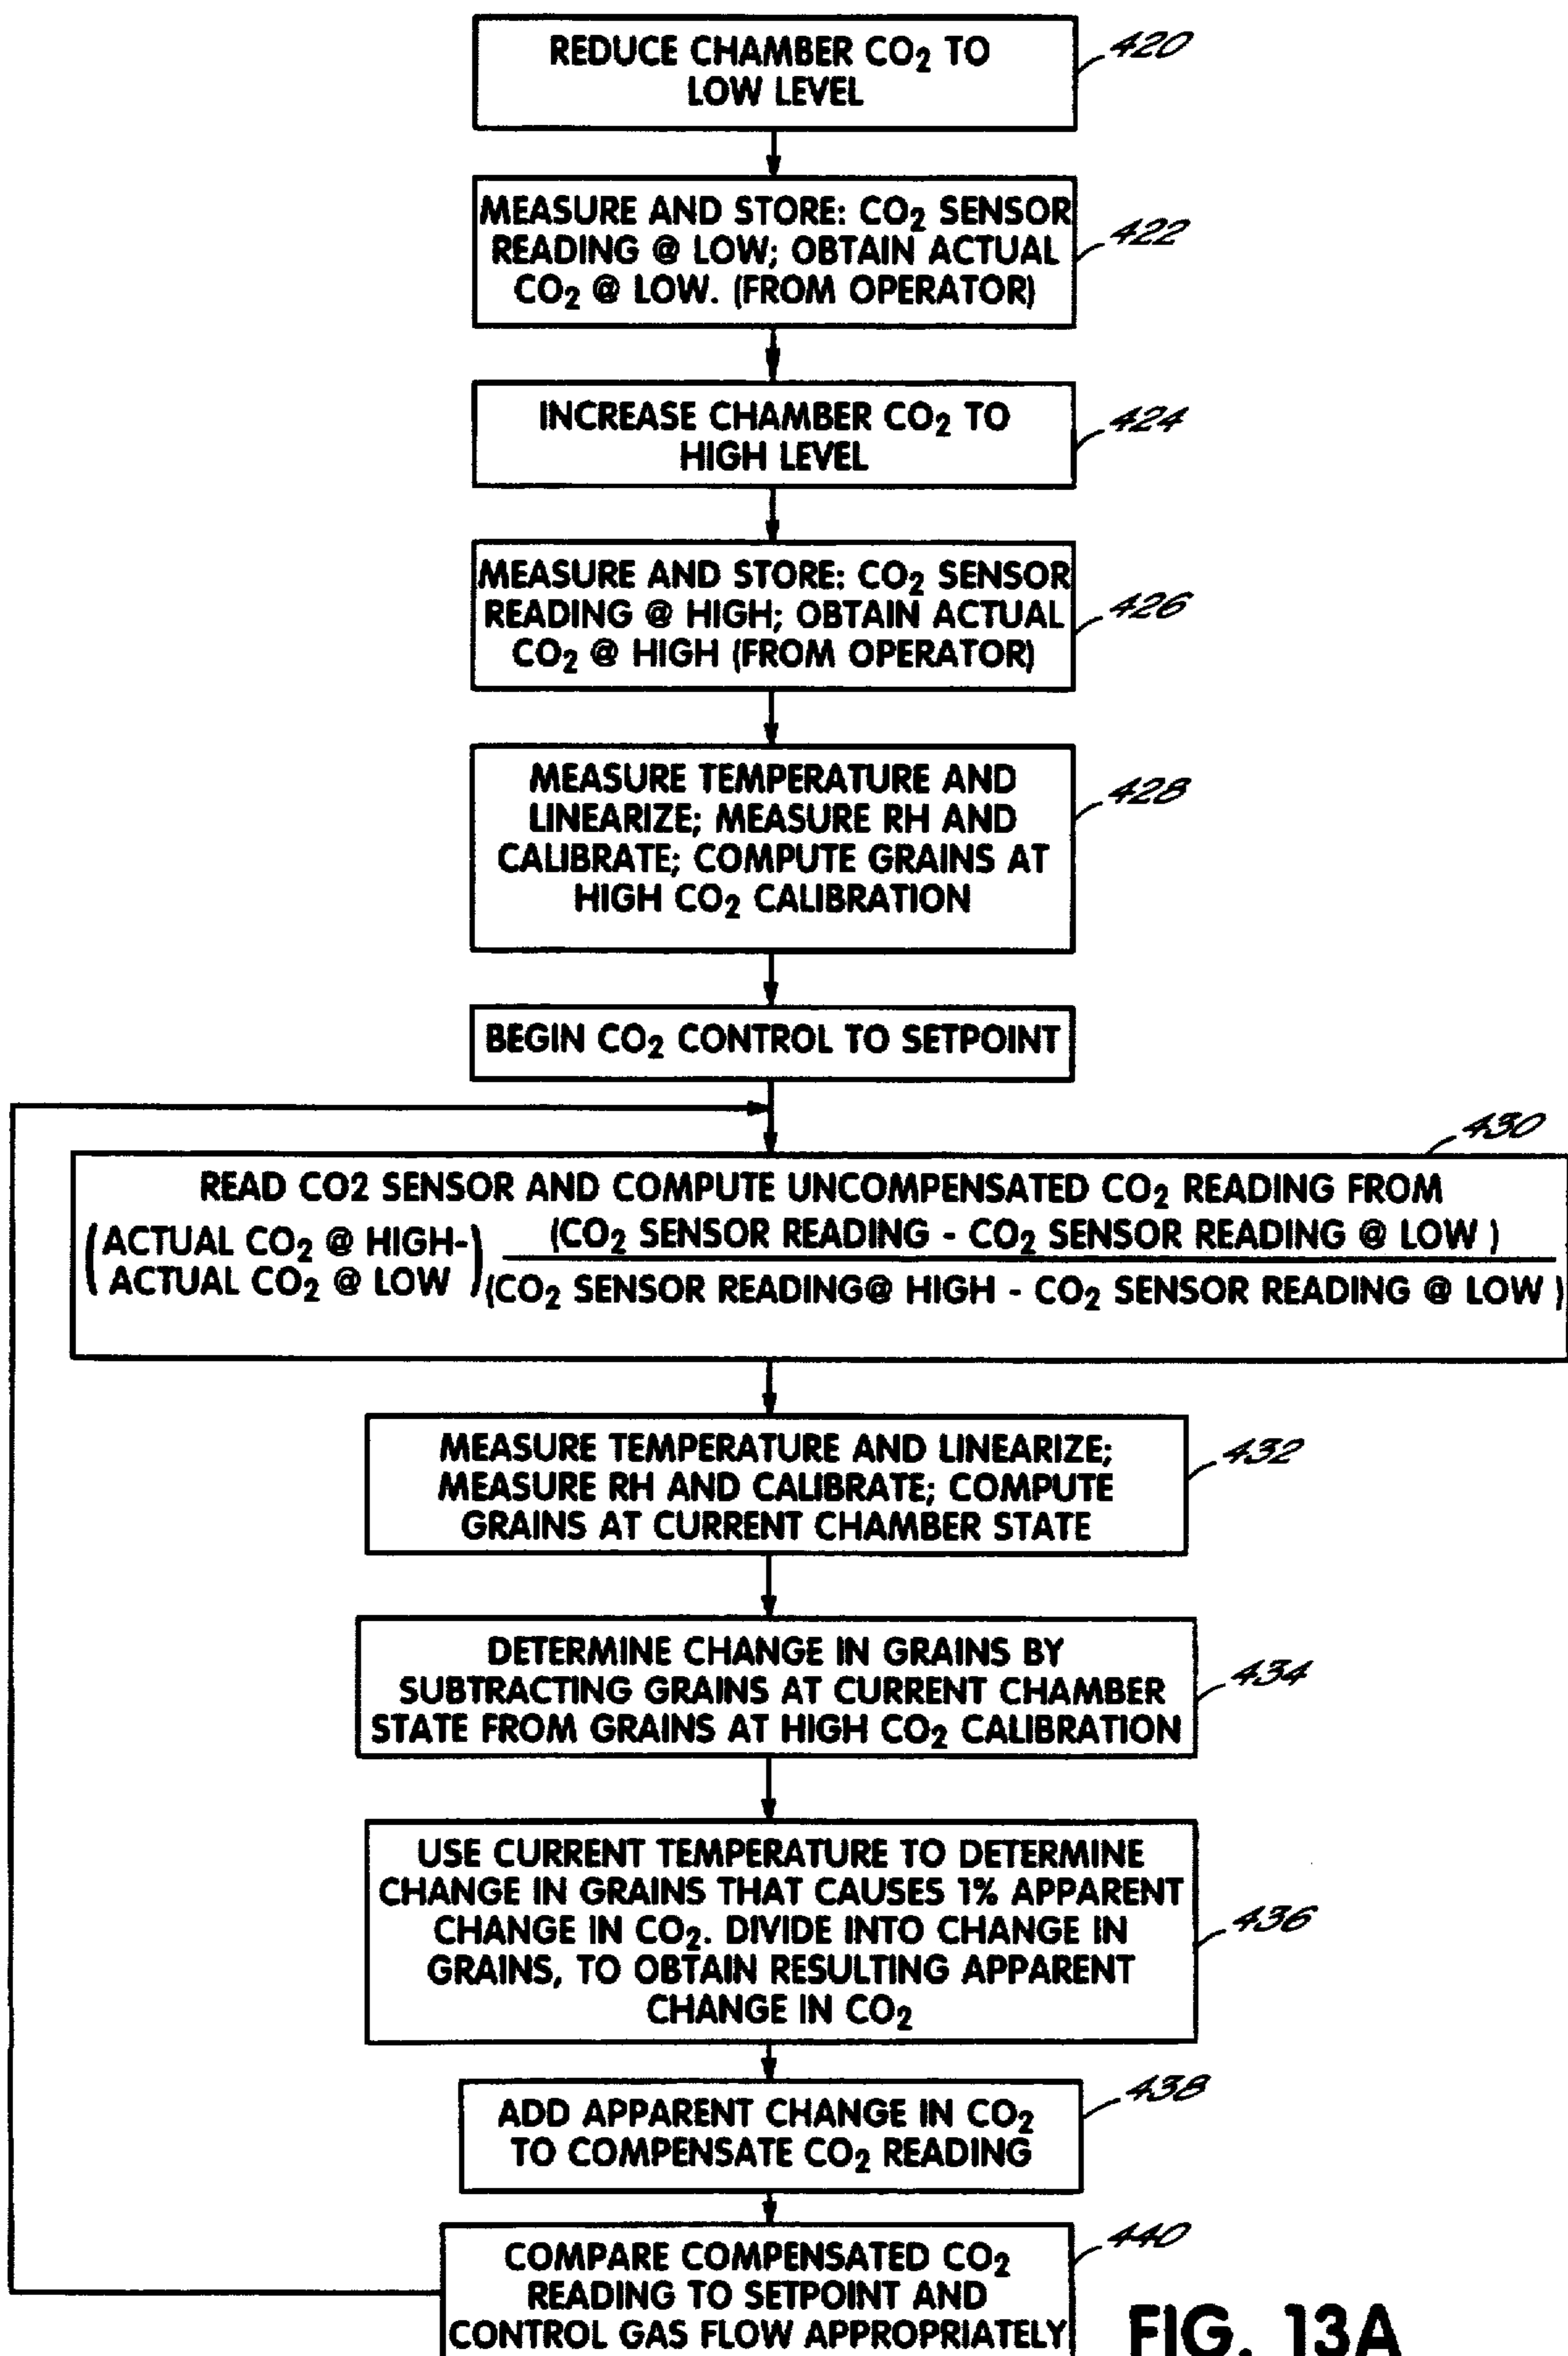 REDUCE CHAMBER CO₂ TO
LOW LEVEL
420
MEASURE AND STORE: CO₂ SENSOR
READING @ LOW; OBTAIN ACTUAL
CO₂ @ LOW. (FROM OPERATOR)
422
INCREASE CHAMBER CO₂ TO
HIGH LEVEL
424
MEASURE AND STORE: CO₂ SENSOR
READING @ HIGH; OBTAIN ACTUAL
CO₂ @ HIGH (FROM OPERATOR)
426
MEASURE TEMPERATURE AND
LINEARIZE; MEASURE RH AND
CALIBRATE; COMPUTE GRAINS AT
HIGH CO₂ CALIBRATION
428
BEGIN CO₂ CONTROL TO SETPOINT
430
READ CO2 SENSOR AND COMPUTE UNCOMPENSATED CO₂ READING FROM
(ACTUAL CO₂ @ HIGH-
ACTUAL CO₂ @ LOW)
(CO₂ SENSOR READING - CO₂ SENSOR READING @ LOW )
(CO₂ SENSOR READING@ HIGH - CO₂ SENSOR READING @ LOW )
MEASURE TEMPERATURE AND LINEARIZE;
MEASURE RH AND CALIBRATE; COMPUTE
GRAINS AT CURRENT CHAMBER STATE
432
DETERMINE CHANGE IN GRAINS BY
SUBTRACTING GRAINS AT CURRENT CHAMBER
STATE FROM GRAINS AT HIGH CO₂ CALIBRATION
434
USE CURRENT TEMPERATURE TO DETERMINE
CHANGE IN GRAINS THAT CAUSES 1% APPARENT
CHANGE IN CO₂. DIVIDE INTO CHANGE IN
GRAINS, TO OBTAIN RESULTING APPARENT
CHANGE IN CO₂
436
ADD APPARENT CHANGE IN CO₂
TO COMPENSATE CO₂ READING
438
COMPARE COMPENSATED CO₂
READING TO SETPOINT AND
CONTROL GAS FLOW APPROPRIATELY
440
FIG. 13A